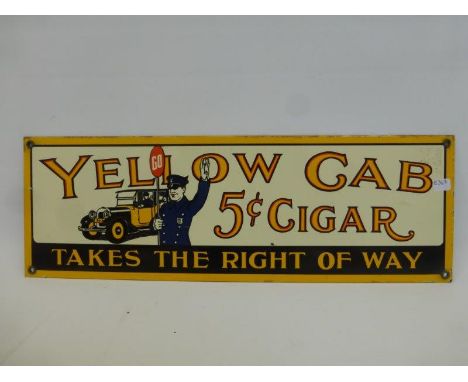 YELLOW CAB
GO
5¢ CIGAR
TAKES THE RIGHT OF WAY